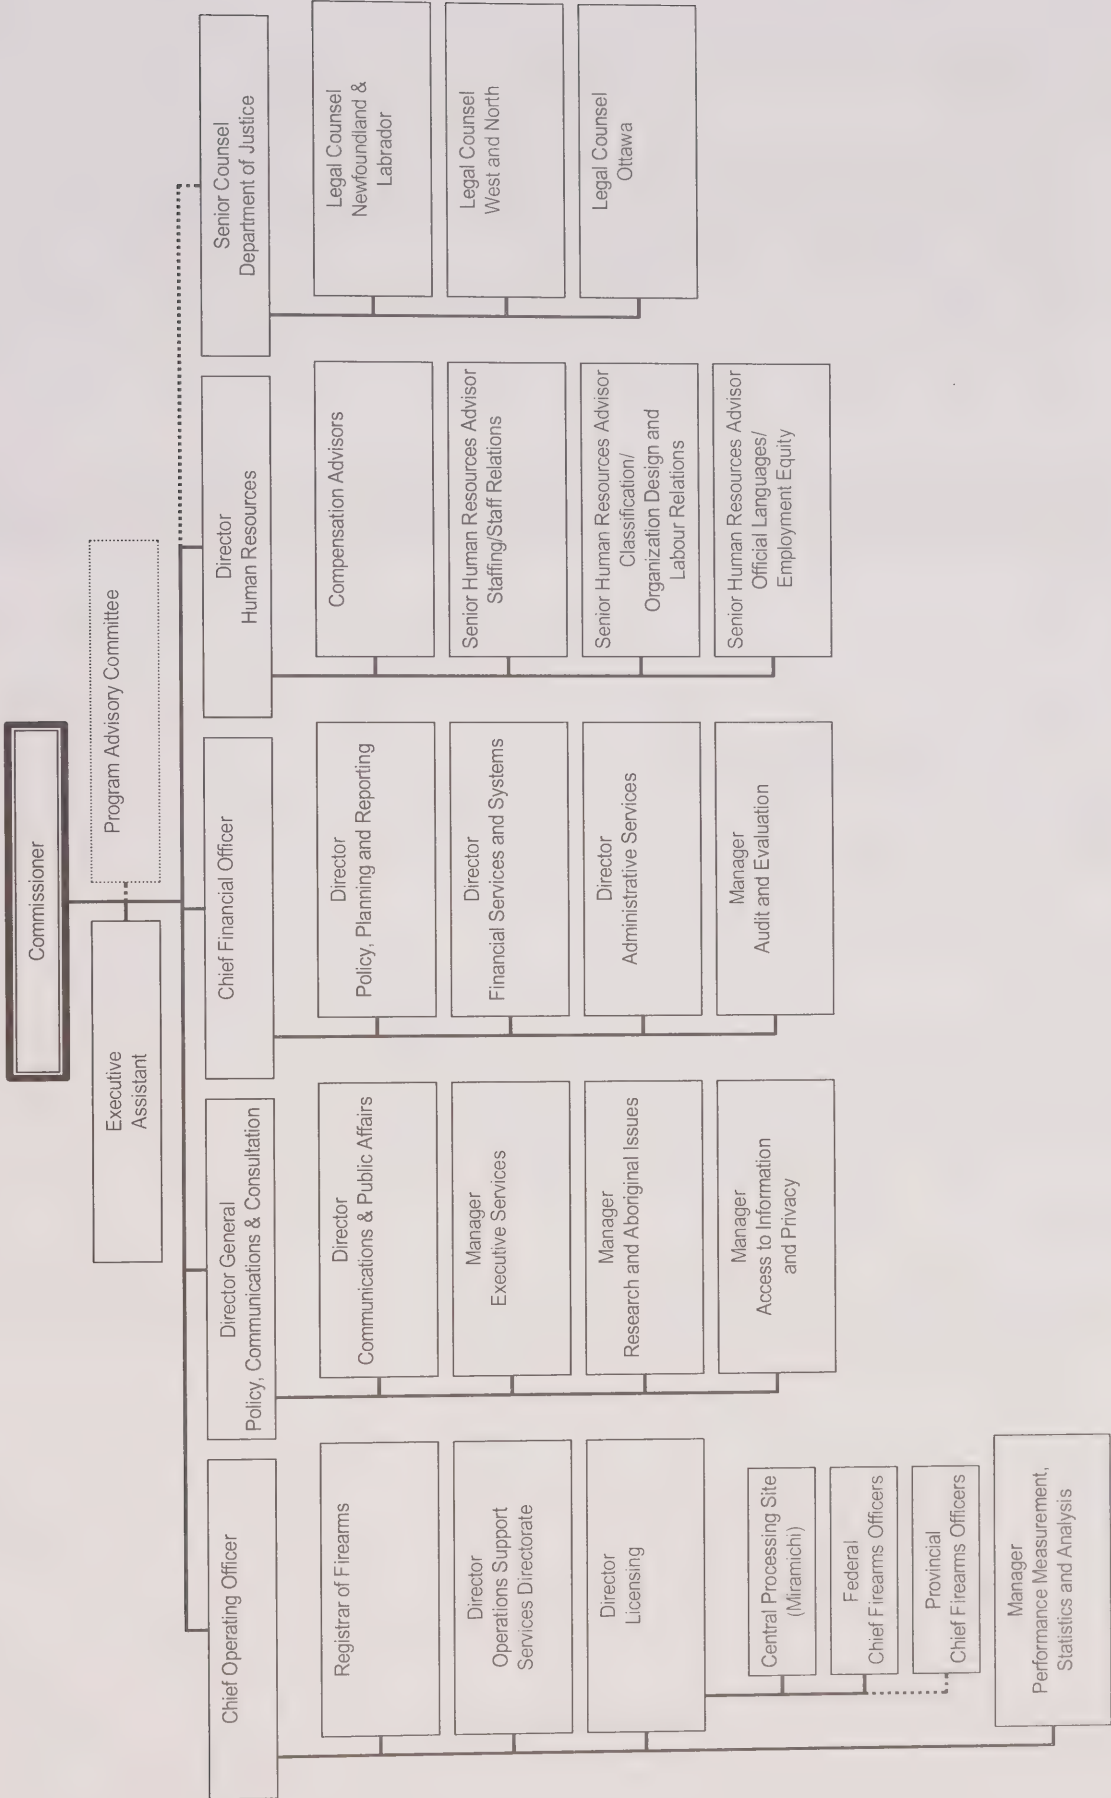 Commissioner
Executive
Assistant
Program Advisory Committee
Chief Operating Officer
Registrar of Firearms
Director
Operations Support
Services Directorate
Director
Licensing
Central Processing Site
(Miramichi)
Federal
Chief Firearms Officers
Provincial
Chief Firearms Officers
Manager
Performance Measurement,
Statistics and Analysis
Director General
Policy, Communications & Consultation
Director
Communications & Public Affairs
Manager
Executive Services
Manager
Research and Aboriginal Issues
Manager
Access to Information
and Privacy
Chief Financial Officer
Director
Policy, Planning and Reporting
Director
Financial Services and Systems
Director
Administrative Services
Manager
Audit and Evaluation
Director
Human Resources
Compensation Advisors
Senior Human Resources Advisor
Staffing/Staff Relations
Senior Human Resources Advisor
Classification/
Organization Design and
Labour Relations
Senior Human Resources Advisor
Official Languages/
Employment Equity
Senior Counsel
Department of Justice
Legal Counsel
Newfoundland &
Labrador
Legal Counsel
West and North
Legal Counsel
Ottawa